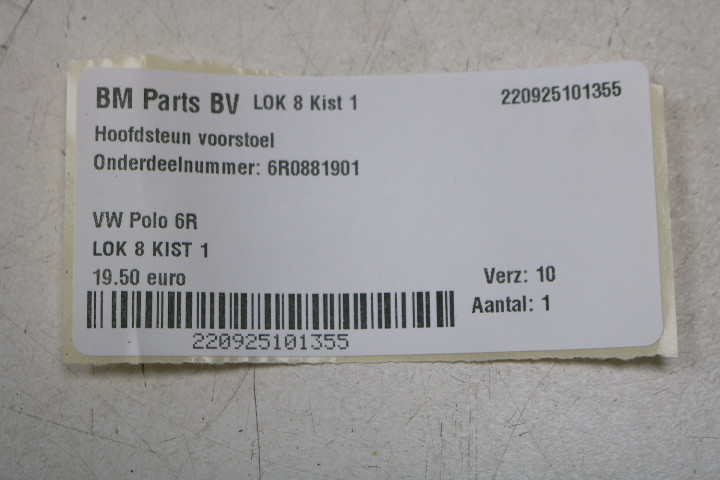 BM Parts BV LOK 8 Kist 1 220925101355
Hoofdsteun voorstoel
Onderdeelnummer: 6R0881901
VW Polo 6R
LOK 8 KIST 1
19.50 euro Verz: 10
Aantal: 1
220925101355